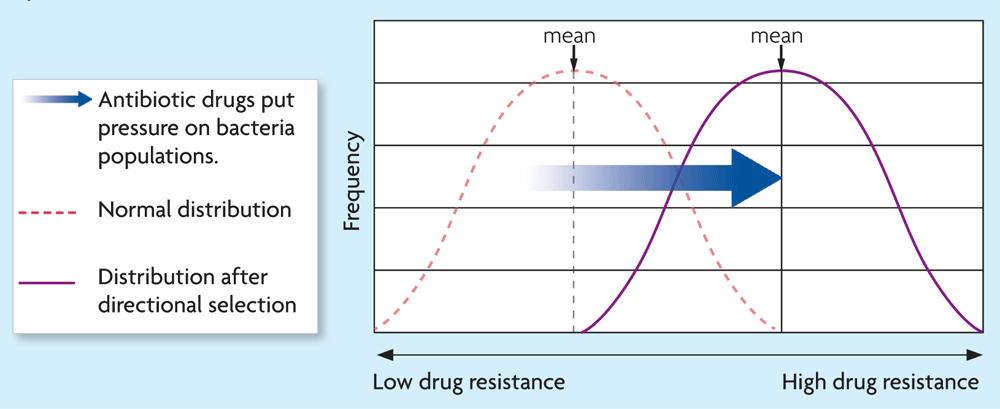 Antibiotic drugs put
pressure on bacteria
populations.
Normal distribution
Distribution after
directional selection
mean
mean
Frequency
Low drug resistance
High drug resistance